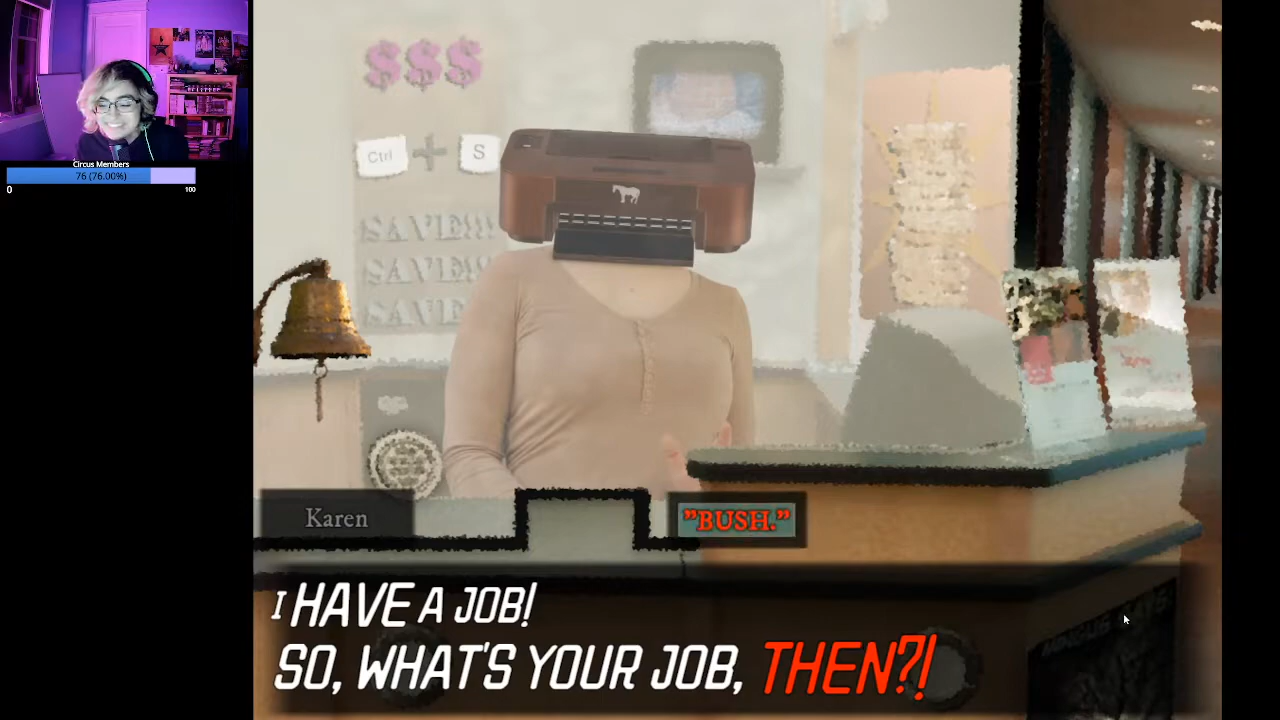 $$$
Ctrl + S
SAVE!!!
SAVE!!!
SAVE!!!
Circus Members
76 (76.00%)
0 100
Karen
"BUSH."
I HAVE A JOB!
SO, WHAT'S YOUR JOB, THEN?!